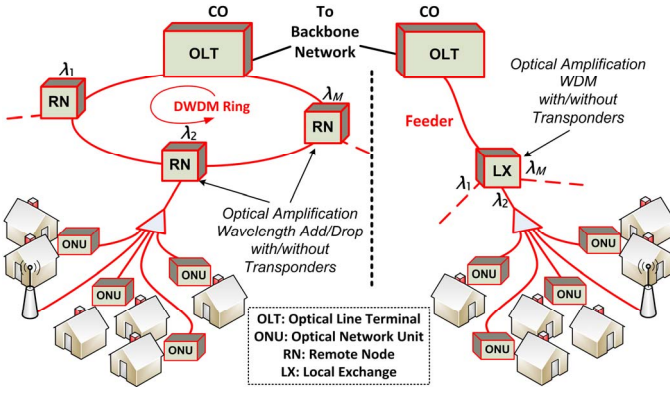 CO
To
Backbone
Network
CO
OLT
OLT
λ1
RN
DWDM Ring
λM
RN
λ2
RN
Optical Amplification
WDM
with/without
Transponders
Feeder
LX
λM
λ1
λ2
Optical Amplification
Wavelength Add/Drop
with/without
Transponders
ONU
ONU
ONU
ONU
ONU
ONU
ONU
ONU
OLT: Optical Line Terminal
ONU: Optical Network Unit
RN: Remote Node
LX: Local Exchange